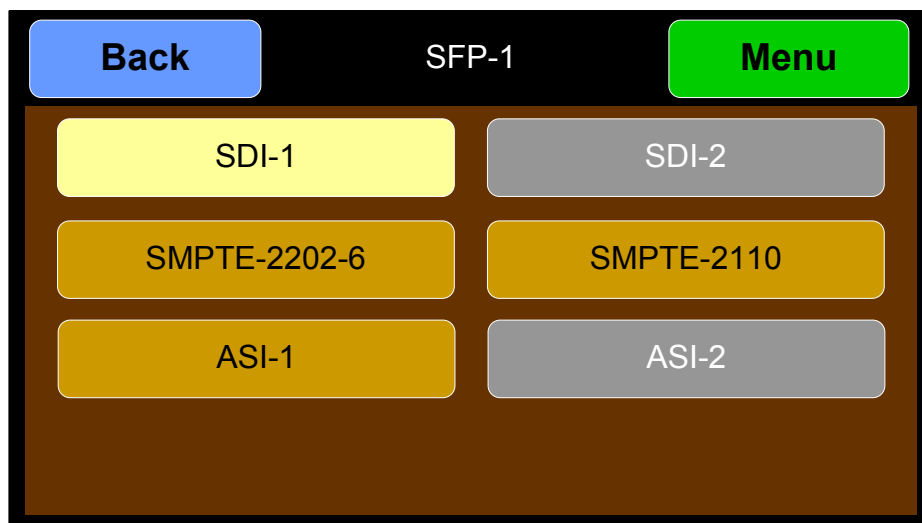 Back
SFP-1
Menu
SDI-1
SDI-2
SMPTE-2202-6
SMPTE-2110
ASI-1
ASI-2